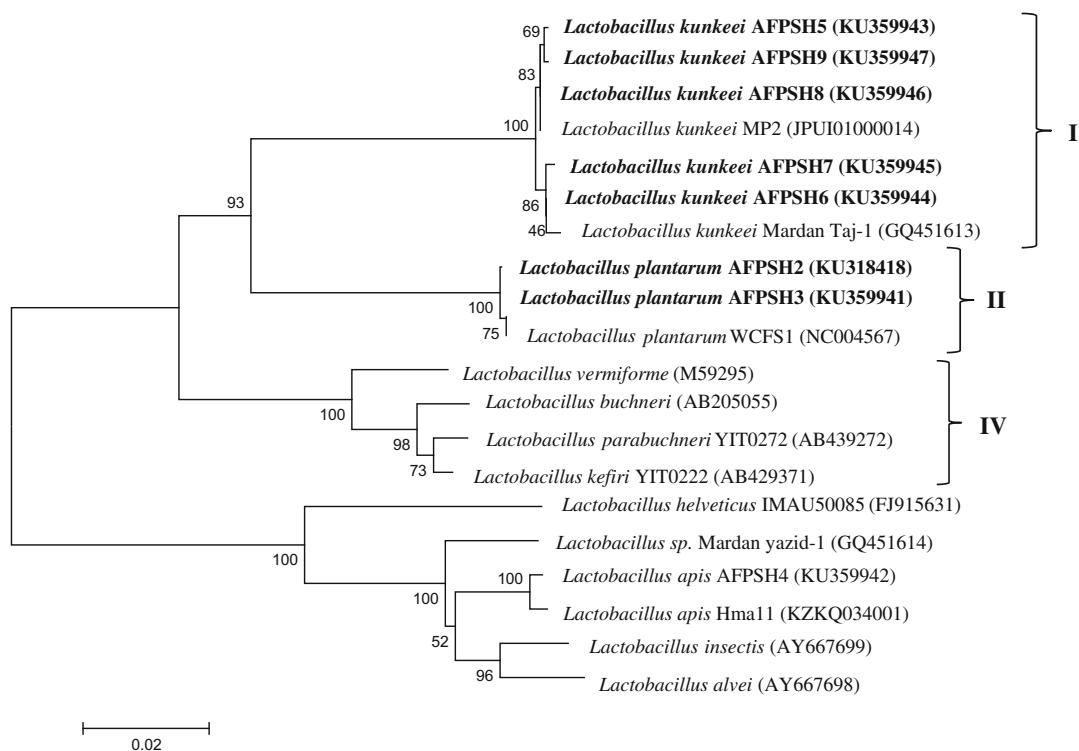 69
Lactobacillus kunkeei AFPSH5 (KU359943)
Lactobacillus kunkeei AFPSH9 (KU359947)
83
Lactobacillus kunkeei AFPSH8 (KU359946)
100
Lactobacillus kunkeei MP2 (JPUI01000014)
I
Lactobacillus kunkeei AFPSH7 (KU359945)
86
Lactobacillus kunkeei AFPSH6 (KU359944)
46
Lactobacillus kunkeei Mardan Taj-1 (GQ451613)
93
Lactobacillus plantarum AFPSH2 (KU318418)
100
Lactobacillus plantarum AFPSH3 (KU359941)
II
75
Lactobacillus plantarum WCFS1 (NC004567)
Lactobacillus vermiforme (M59295)
100
Lactobacillus buchneri (AB205055)
IV
98
Lactobacillus parabuchneri YIT0272 (AB439272)
73
Lactobacillus kefiri YIT0222 (AB429371)
Lactobacillus helveticus IMAU50085 (FJ915631)
100
Lactobacillus sp. Mardan yazid-1 (GQ451614)
100
Lactobacillus apis AFPSH4 (KU359942)
100
Lactobacillus apis Hma11 (KZKQ034001)
52
Lactobacillus insectis (AY667699)
96
Lactobacillus alvei (AY667698)
0.02